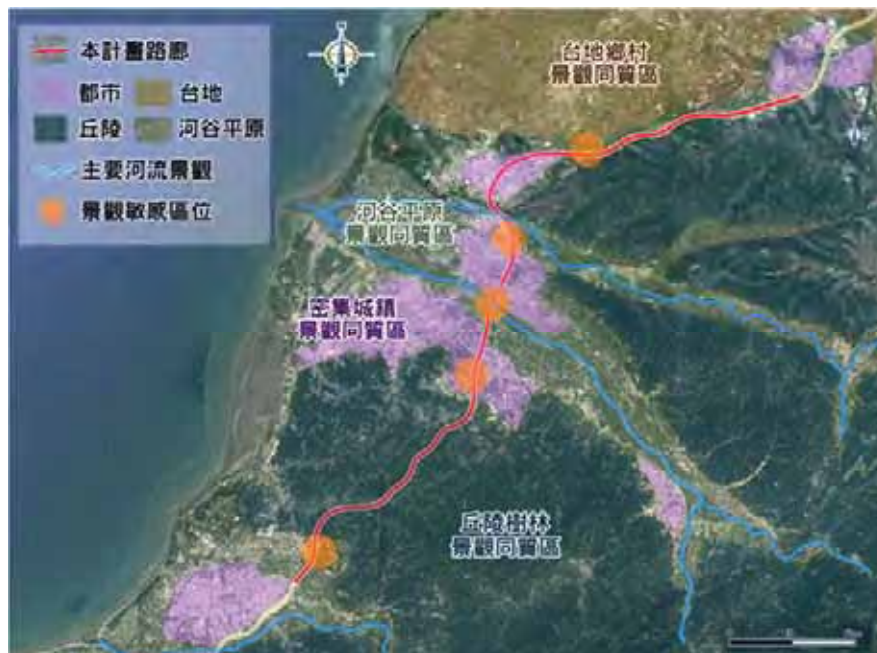 本計畫路廊
都市
台地
丘陵
河谷平原
主要河流景觀
景觀敏感區位
台地鄉村
景觀同質區
河谷平原
景觀同質區
密集城鎮
景觀同質區
丘陵樹林
景觀同質區